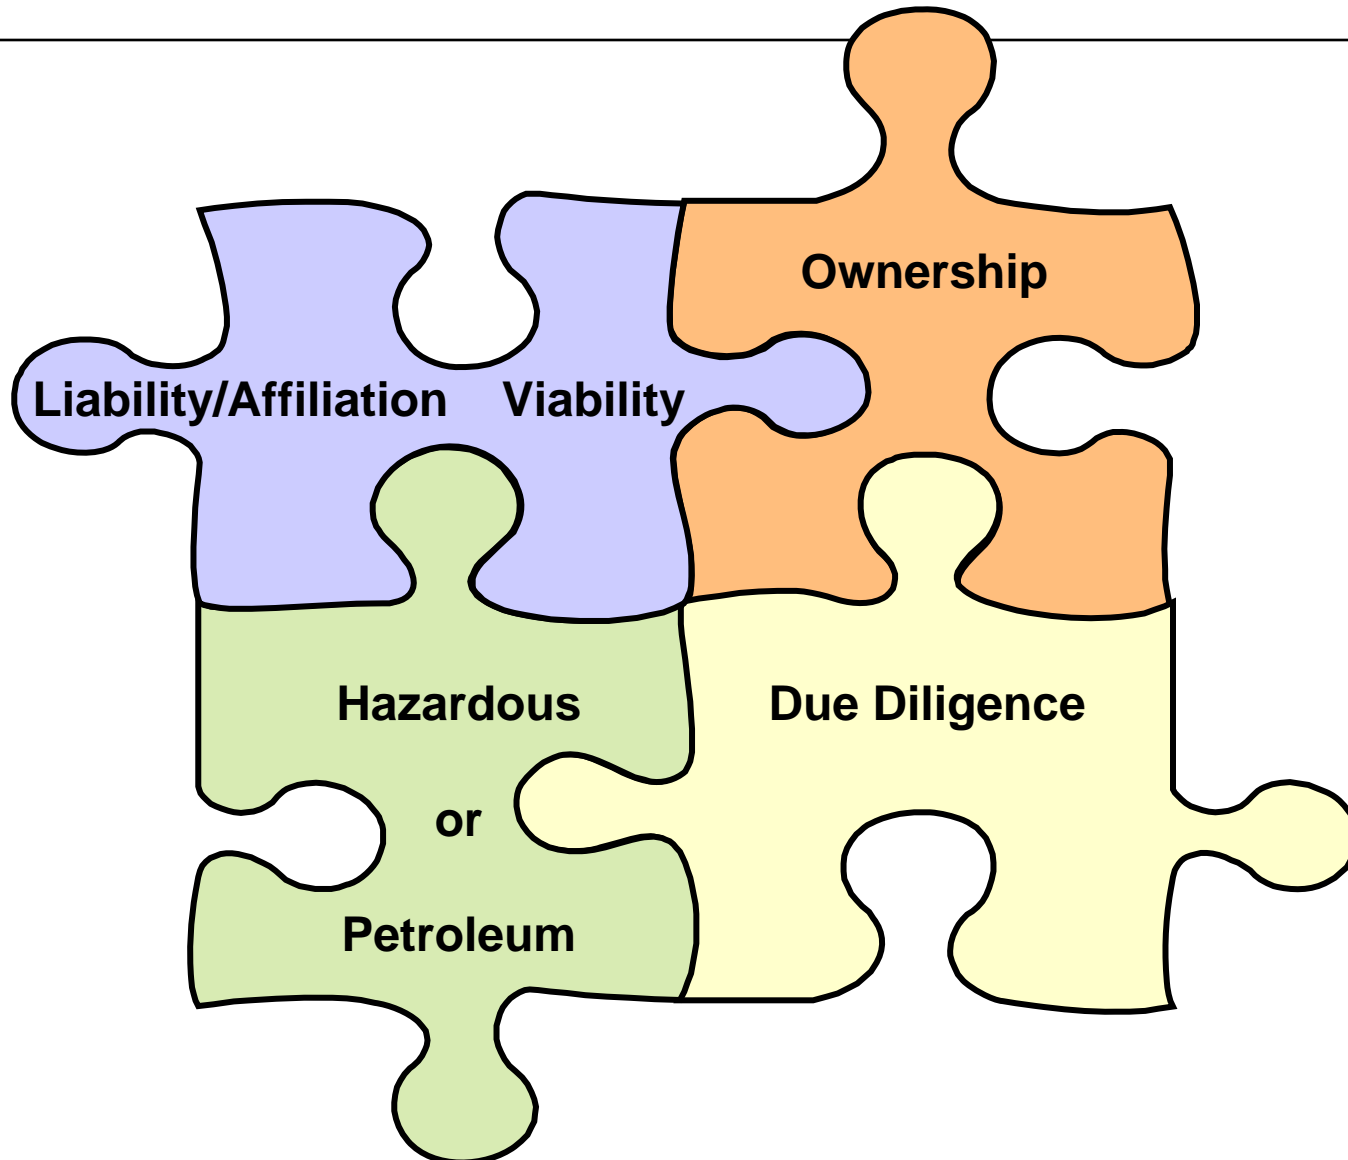 Ownership
Liability/Affiliation Viability
Hazardous
or
Petroleum
Due Diligence